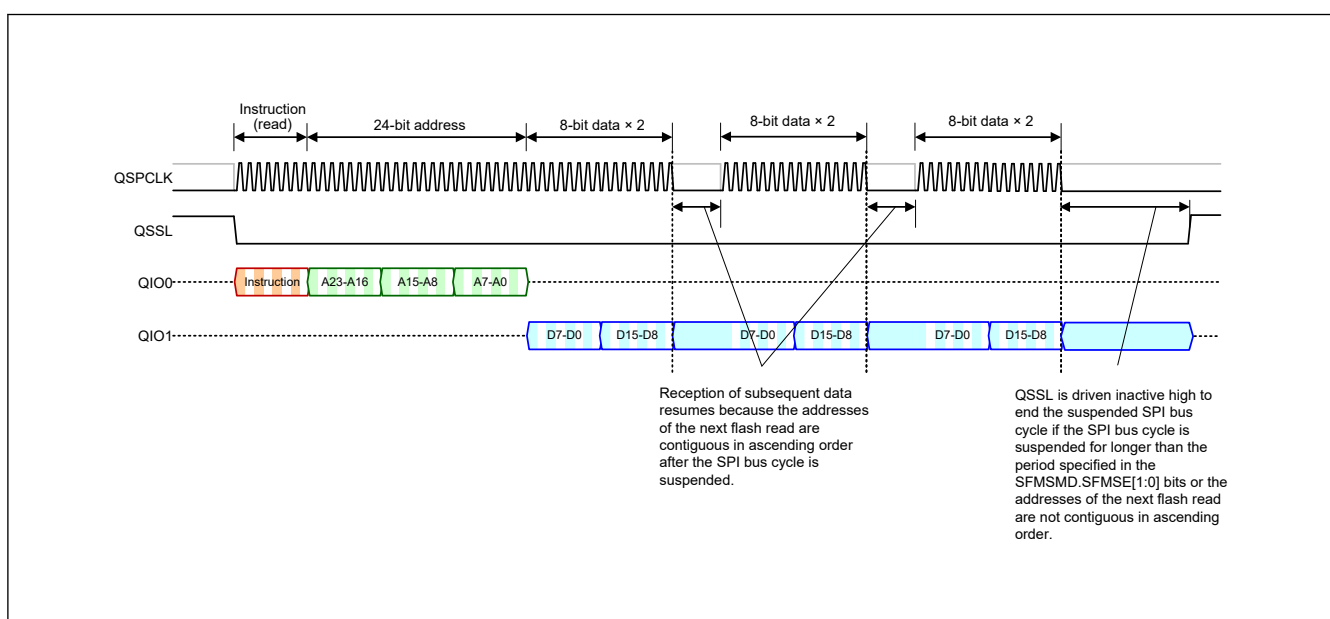 Instruction
(read)
24-bit address
8-bit data × 2
8-bit data × 2
8-bit data × 2
QSPCLK
QSSL
QIO0
Instruction
A23-A16
A15-A8
A7-A0
QIO1
D7-D0
D15-D8
D7-D0
D15-D8
D7-D0
D15-D8
Reception of subsequent data
resumes because the addresses
of the next flash read are
contiguous in ascending order
after the SPI bus cycle is
suspended.
QSSL is driven inactive high to
end the suspended SPI bus
cycle if the SPI bus cycle is
suspended for longer than the
period specified in the
SFMSMD.SFMSE[1:0] bits or the
addresses of the next flash read
are not contiguous in ascending
order.